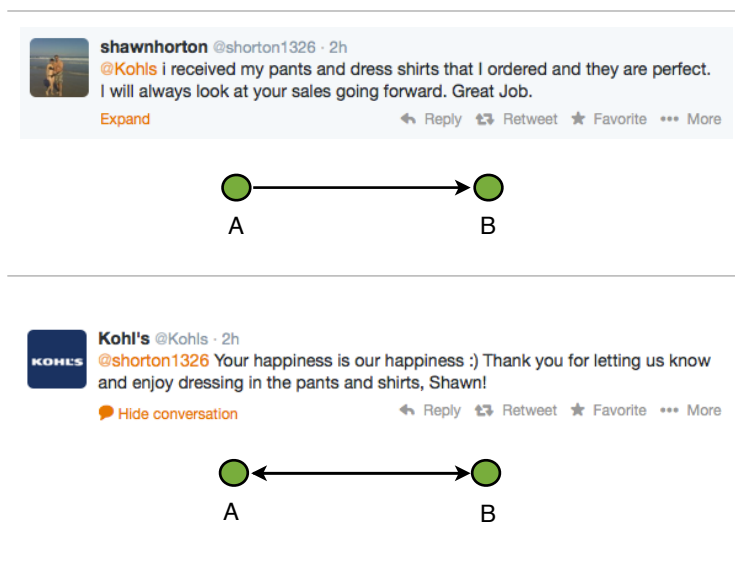 shawnhorton @shorton1326 · 2h
@Kohls i received my pants and dress shirts that I ordered and they are perfect.
I will always look at your sales going forward. Great Job.
Expand Reply Retweet Favorite More
A B
Kohl's @Kohls · 2h
KOHL'S
@shorton1326 Your happiness is our happiness :) Thank you for letting us know
and enjoy dressing in the pants and shirts, Shawn!
Hide conversation Reply Retweet Favorite More
A B